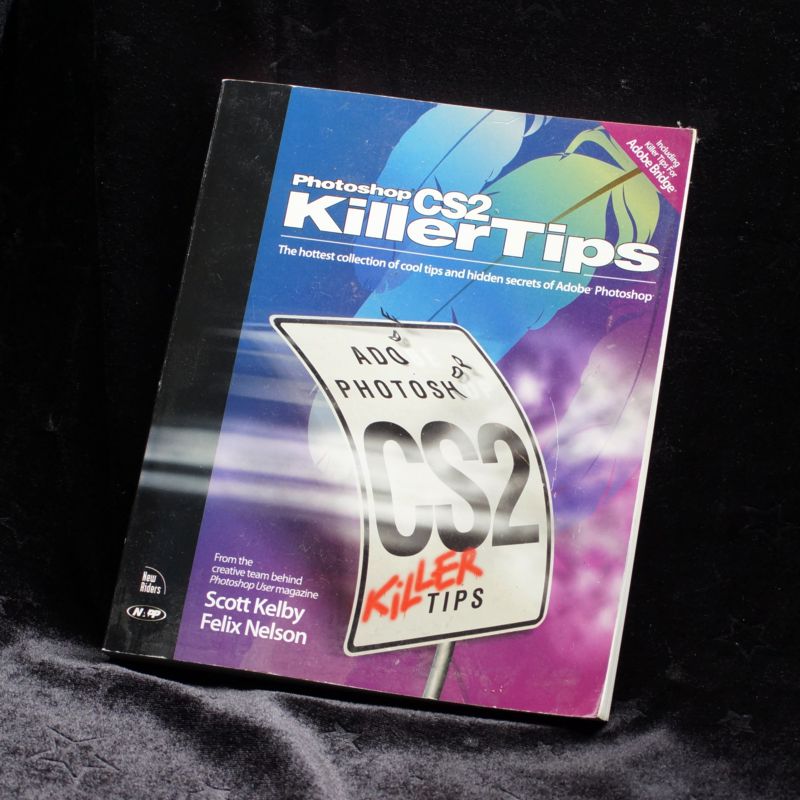 Including
Killer Tips For
Adobe Bridge
Photoshop CS2
KillerTips
The hottest collection of cool tips and hidden secrets of Adobe Photoshop
ADO
PHOTOSH OP
CS2
KiLLER
TIPS
From the
creative team behind
Photoshop User magazine
Scott Kelby
Felix Nelson
New
Riders
NAPP